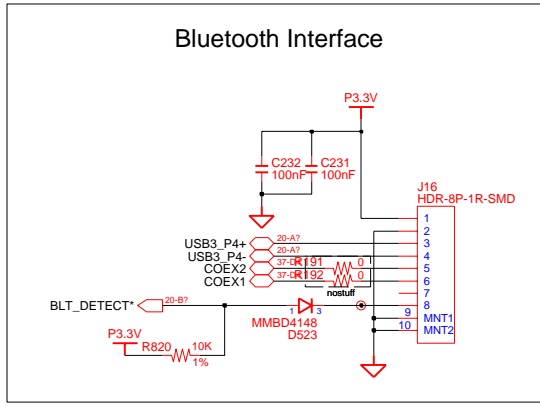 Bluetooth Interface
P3.3V
C232
100nF
C231
100nF
J16
HDR-8P-1R-SMD
1
2
USB3_P4+ 20-A? 3
USB3_P4- 20-A? 4
COEX2 R191 0 5
COEX1 R192 0 6
nostuff
7
BLT_DETECT* 20-B? 1 3 8
MMBD4148
D523
9 MNT1
10 MNT2
P3.3V
R820 10K
1%